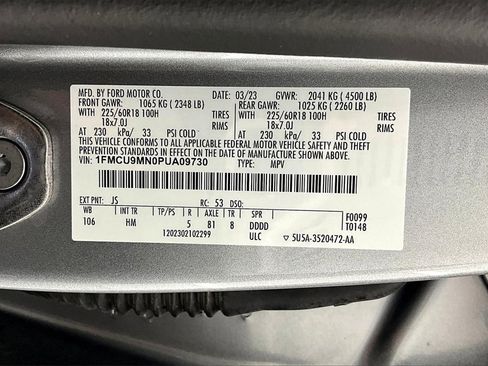 MFD. BY FORD MOTOR CO. 03/23 GVWR: 2041 KG ( 4500 LB)
FRONT GAWR: 1065 KG ( 2348 LB) REAR GAWR: 1025 KG ( 2260 LB)
WITH 225/60R18 100H TIRES WITH 225/60R18 100H TIRES
18x7.0J RIMS 18x7.0J RIMS
AT 230 kPa/ 33 PSI COLD AT 230 kPa/ 33 PSI COLD
THIS VEHICLE CONFORMS TO ALL APPLICABLE FEDERAL MOTOR VEHICLE SAFETY, BUMPER, AND THEFT PREVENTION STANDARDS IN EFFECT ON THE DATE OF MANUFACTURE SHOWN ABOVE.
VIN: 1FMCU9MN0PUA09730 TYPE: MPV
EXT PNT: JS RC: 53 DSO:
WB INT TR TP/PS R AXLE TR SPR F0099
106 HM 5 81 8 DDDD T0148
1202302102299 ULC 5U5A-3520472-AA